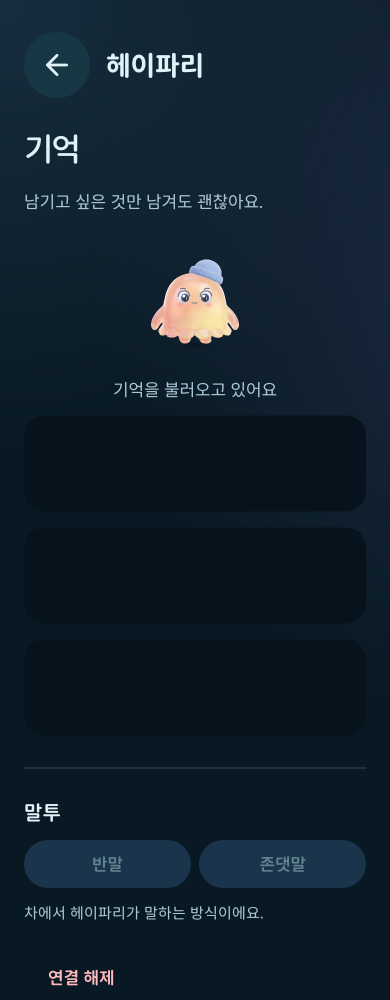 헤이파리
기억
남기고 싶은 것만 남겨도 괜찮아요.
기억을 불러오고 있어요
말투
반말
존댓말
차에서 헤이파리가 말하는 방식이에요.
연결 해제